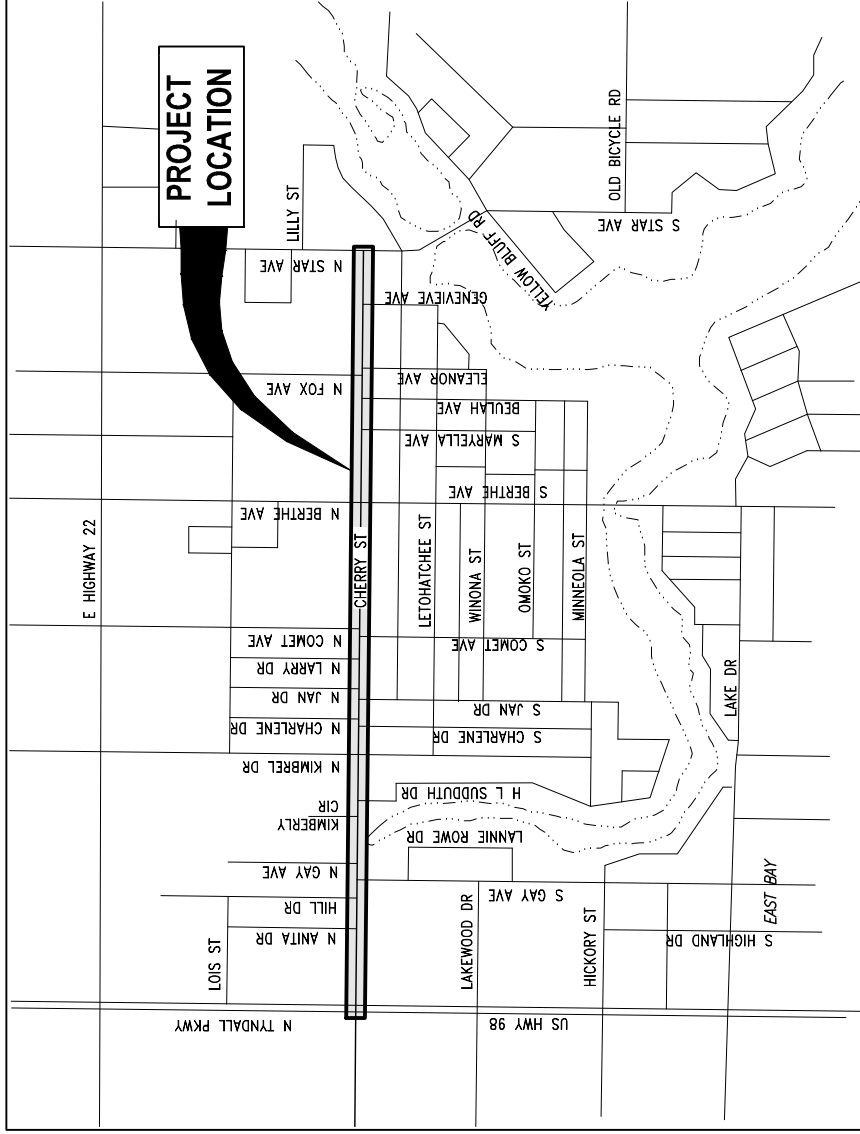 PROJECT
LOCATION
E HIGHWAY 22
LILLY ST
OLD BICYCLE RD
N STAR AVE
S STAR AVE
YELLOW BLUFF RD
GENEVIEVE AVE
N FOX AVE
ELEANOR AVE
BEULAH AVE
S MARYELLA AVE
N BERTHE AVE
S BERTHE AVE
CHERRY ST
LETOHATCHEE ST
WINONA ST
OMOKO ST
MINNEOLA ST
N COMET AVE
S COMET AVE
N LARRY DR
N JAN DR
S JAN DR
N CHARLENE DR
S CHARLENE DR
LAKE DR
N KIMBREL DR
H L SUDDUTH DR
KIMBERLY
CIR
LANNIE ROWE DR
N GAY AVE
S GAY AVE
EAST BAY
HILL DR
N ANITA DR
LOIS ST
LAKEWOOD DR
HICKORY ST
S HIGHLAND DR
N TYNDALL PKWY
US HWY 98